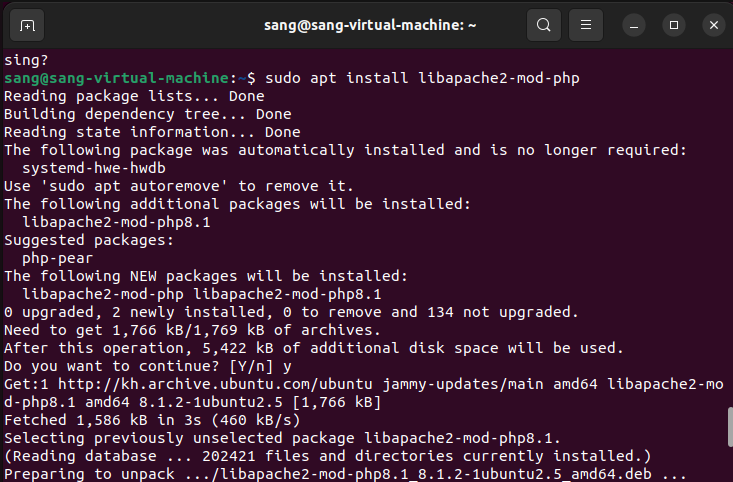 sang@sang-virtual-machine: ~
sing?
sang@sang-virtual-machine:~$ sudo apt install libapache2-mod-php
Reading package lists... Done
Building dependency tree... Done
Reading state information... Done
The following package was automatically installed and is no longer required:
  systemd-hwe-hwdb
Use 'sudo apt autoremove' to remove it.
The following additional packages will be installed:
  libapache2-mod-php8.1
Suggested packages:
  php-pear
The following NEW packages will be installed:
  libapache2-mod-php libapache2-mod-php8.1
0 upgraded, 2 newly installed, 0 to remove and 134 not upgraded.
Need to get 1,766 kB/1,769 kB of archives.
After this operation, 5,422 kB of additional disk space will be used.
Do you want to continue? [Y/n] y
Get:1 http://kh.archive.ubuntu.com/ubuntu jammy-updates/main amd64 libapache2-mo
d-php8.1 amd64 8.1.2-1ubuntu2.5 [1,766 kB]
Fetched 1,586 kB in 3s (460 kB/s)
Selecting previously unselected package libapache2-mod-php8.1.
(Reading database ... 202421 files and directories currently installed.)
Preparing to unpack .../libapache2-mod-php8.1_8.1.2-1ubuntu2.5_amd64.deb ...